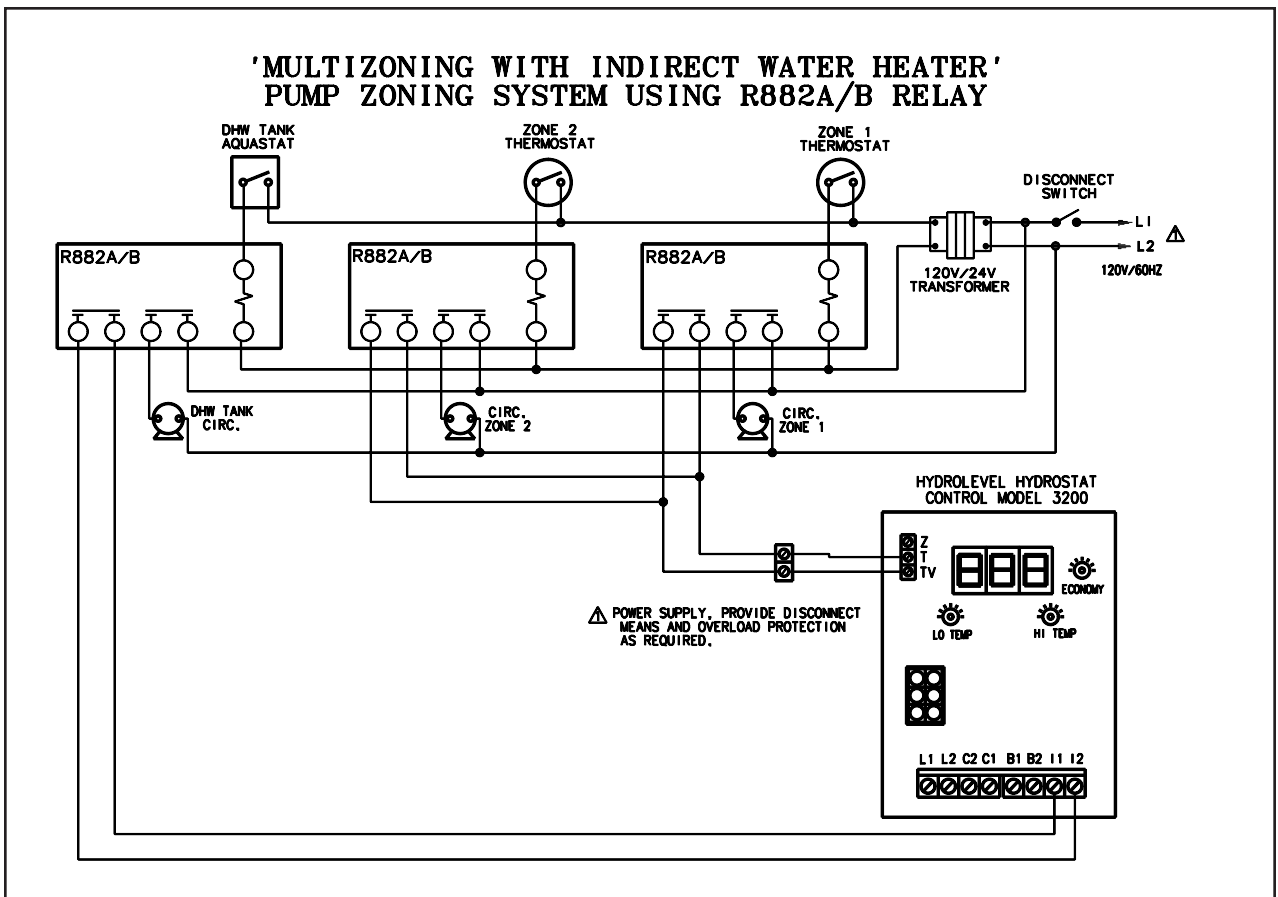 'MULTIZONING WITH INDIRECT WATER HEATER'
PUMP ZONING SYSTEM USING R882A/B RELAY
DHW TANK
AQUASTAT
ZONE 2
THERMOSTAT
ZONE 1
THERMOSTAT
DISCONNECT
SWITCH
L1
L2
120V/60HZ
120V/24V
TRANSFORMER
R882A/B
R882A/B
R882A/B
DHW TANK
CIRC.
CIRC.
ZONE 2
CIRC.
ZONE 1
HYDROLEVEL HYDROSTAT
CONTROL MODEL 3200
Z
T
TV
888
ECONOMY
LO TEMP
HI TEMP
⚠ POWER SUPPLY, PROVIDE DISCONNECT
MEANS AND OVERLOAD PROTECTION
AS REQUIRED.
L1 L2 C2 C1 B1 B2 I1 I2